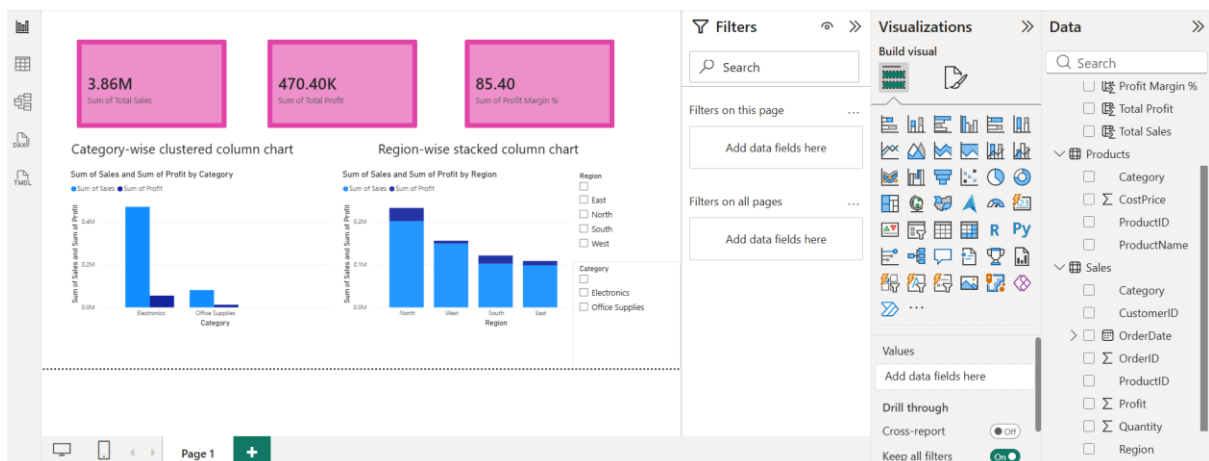 3.86M
Sum of Total Sales
470.40K
Sum of Total Profit
85.40
Sum of Profit Margin %
Category-wise clustered column chart
Region-wise stacked column chart
Sum of Sales and Sum of Profit by Category
Sum of Sales Sum of Profit
Sum of Sales and Sum of Profit
0.4M
0.2M
0.0M
Electronics
Office Supplies
Category
Sum of Sales and Sum of Profit by Region
Sum of Sales Sum of Profit
Sum of Sales and Sum of Profit
0.2M
0.1M
0.0M
North
West
South
East
Region
Region
East
North
South
West
Category
Electronics
Office Supplies
Page 1
Filters
Search
Filters on this page
Add data fields here
Filters on all pages
Add data fields here
Visualizations
Build visual
R
Py
Values
Add data fields here
Drill through
Cross-report
Off
Keep all filters
On
Data
Search
Profit Margin %
Total Profit
Total Sales
Products
Category
CostPrice
ProductID
ProductName
Sales
Category
CustomerID
OrderDate
OrderID
ProductID
Profit
Quantity
Region
DAX
TMDL
123